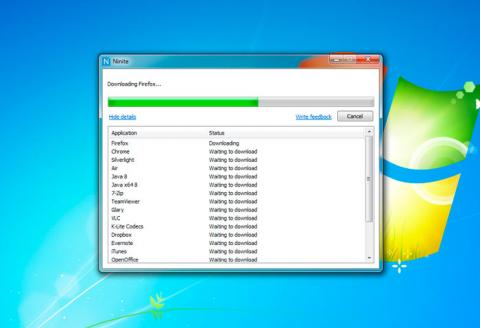 N Ninite
Downloading Firefox...
Hide details
Write feedback
Cancel
Application Status
Firefox Downloading
Chrome Waiting to download
Silverlight Waiting to download
Air Waiting to download
Java 8 Waiting to download
Java x64 8 Waiting to download
7-Zip Waiting to download
TeamViewer Waiting to download
Glary Waiting to download
VLC Waiting to download
K-Lite Codecs Waiting to download
Dropbox Waiting to download
Evernote Waiting to download
iTunes Waiting to download
OpenOffice Waiting to download